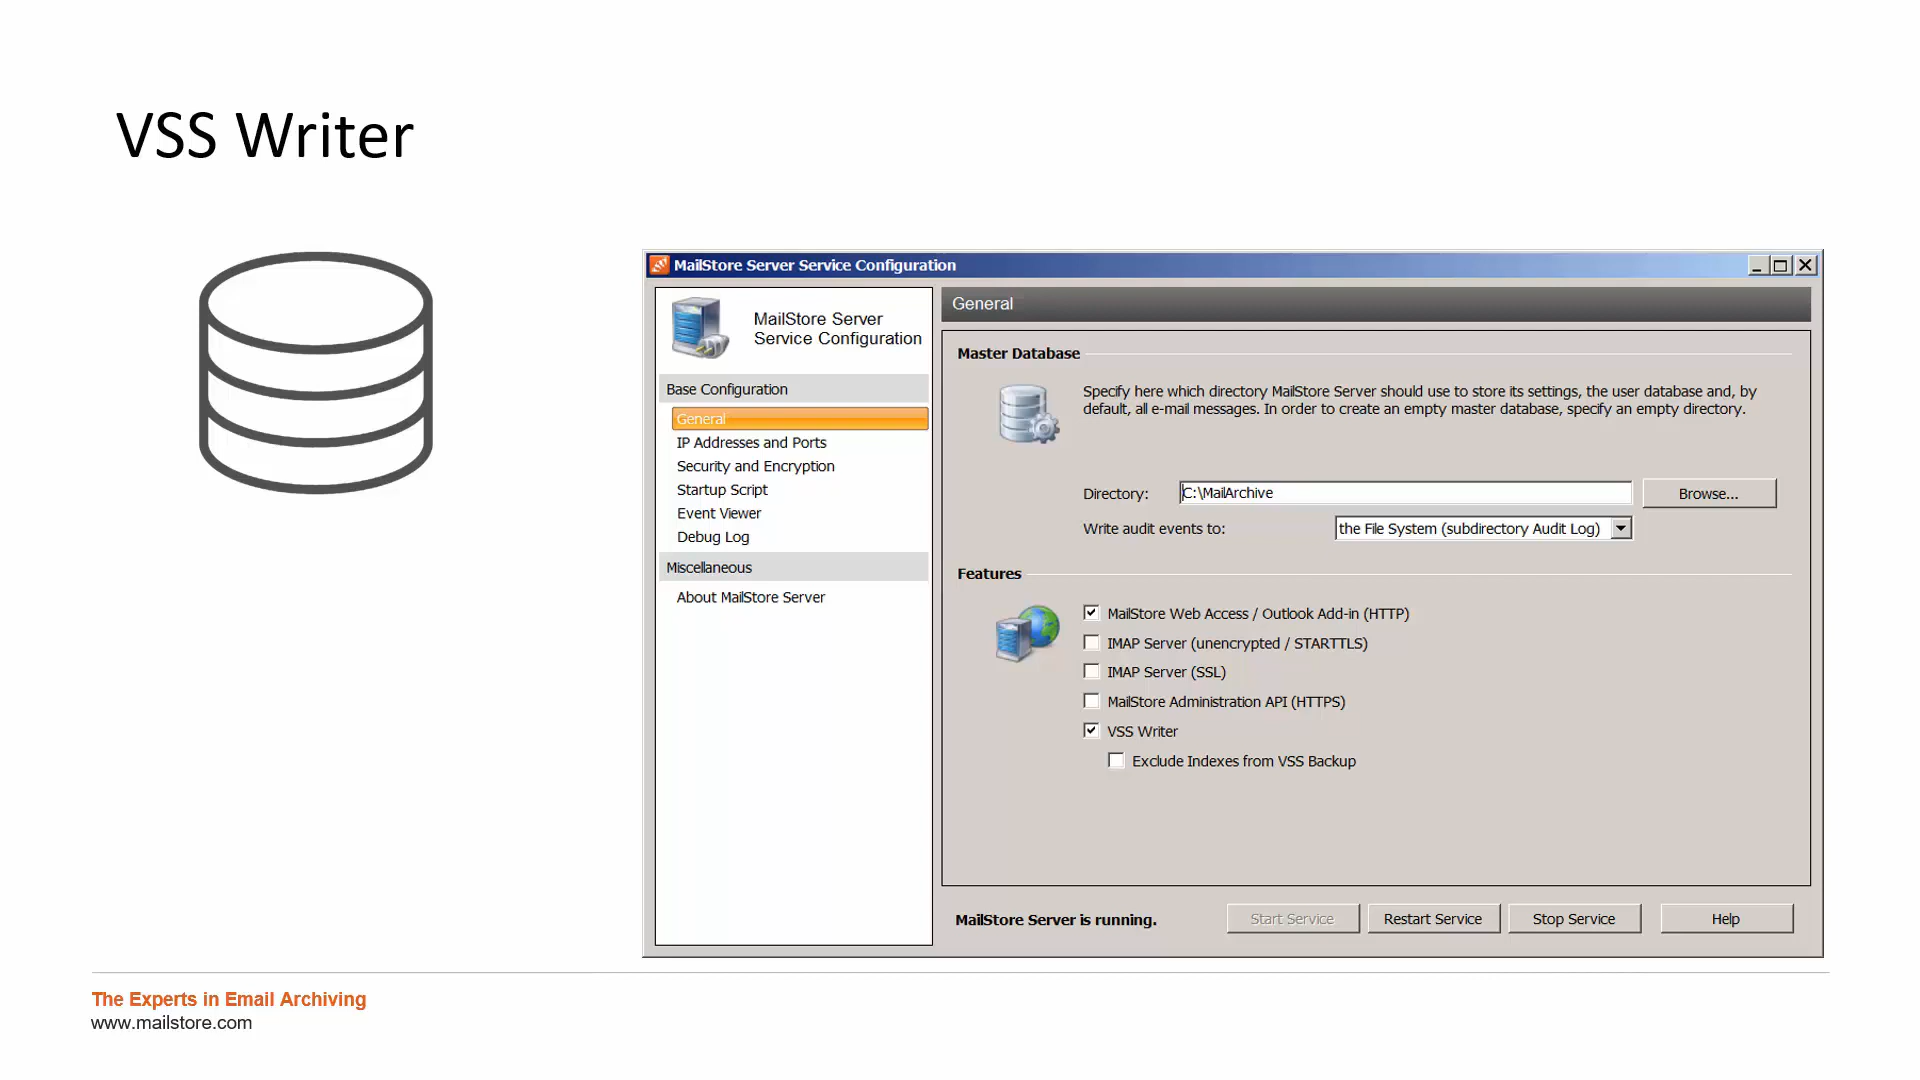 VSS Writer
MailStore Server Service Configuration
MailStore Server
Service Configuration
Base Configuration
General
IP Addresses and Ports
Security and Encryption
Startup Script
Event Viewer
Debug Log
Miscellaneous
About MailStore Server
General
Master Database
Specify here which directory MailStore Server should use to store its settings, the user database and, by
default, all e-mail messages. In order to create an empty master database, specify an empty directory.
Directory: C:\MailArchive Browse...
Write audit events to: the File System (subdirectory Audit Log)
Features
MailStore Web Access / Outlook Add-in (HTTP)
IMAP Server (unencrypted / STARTTLS)
IMAP Server (SSL)
MailStore Administration API (HTTPS)
VSS Writer
Exclude Indexes from VSS Backup
MailStore Server is running. Start Service Restart Service Stop Service Help
The Experts in Email Archiving
www.mailstore.com